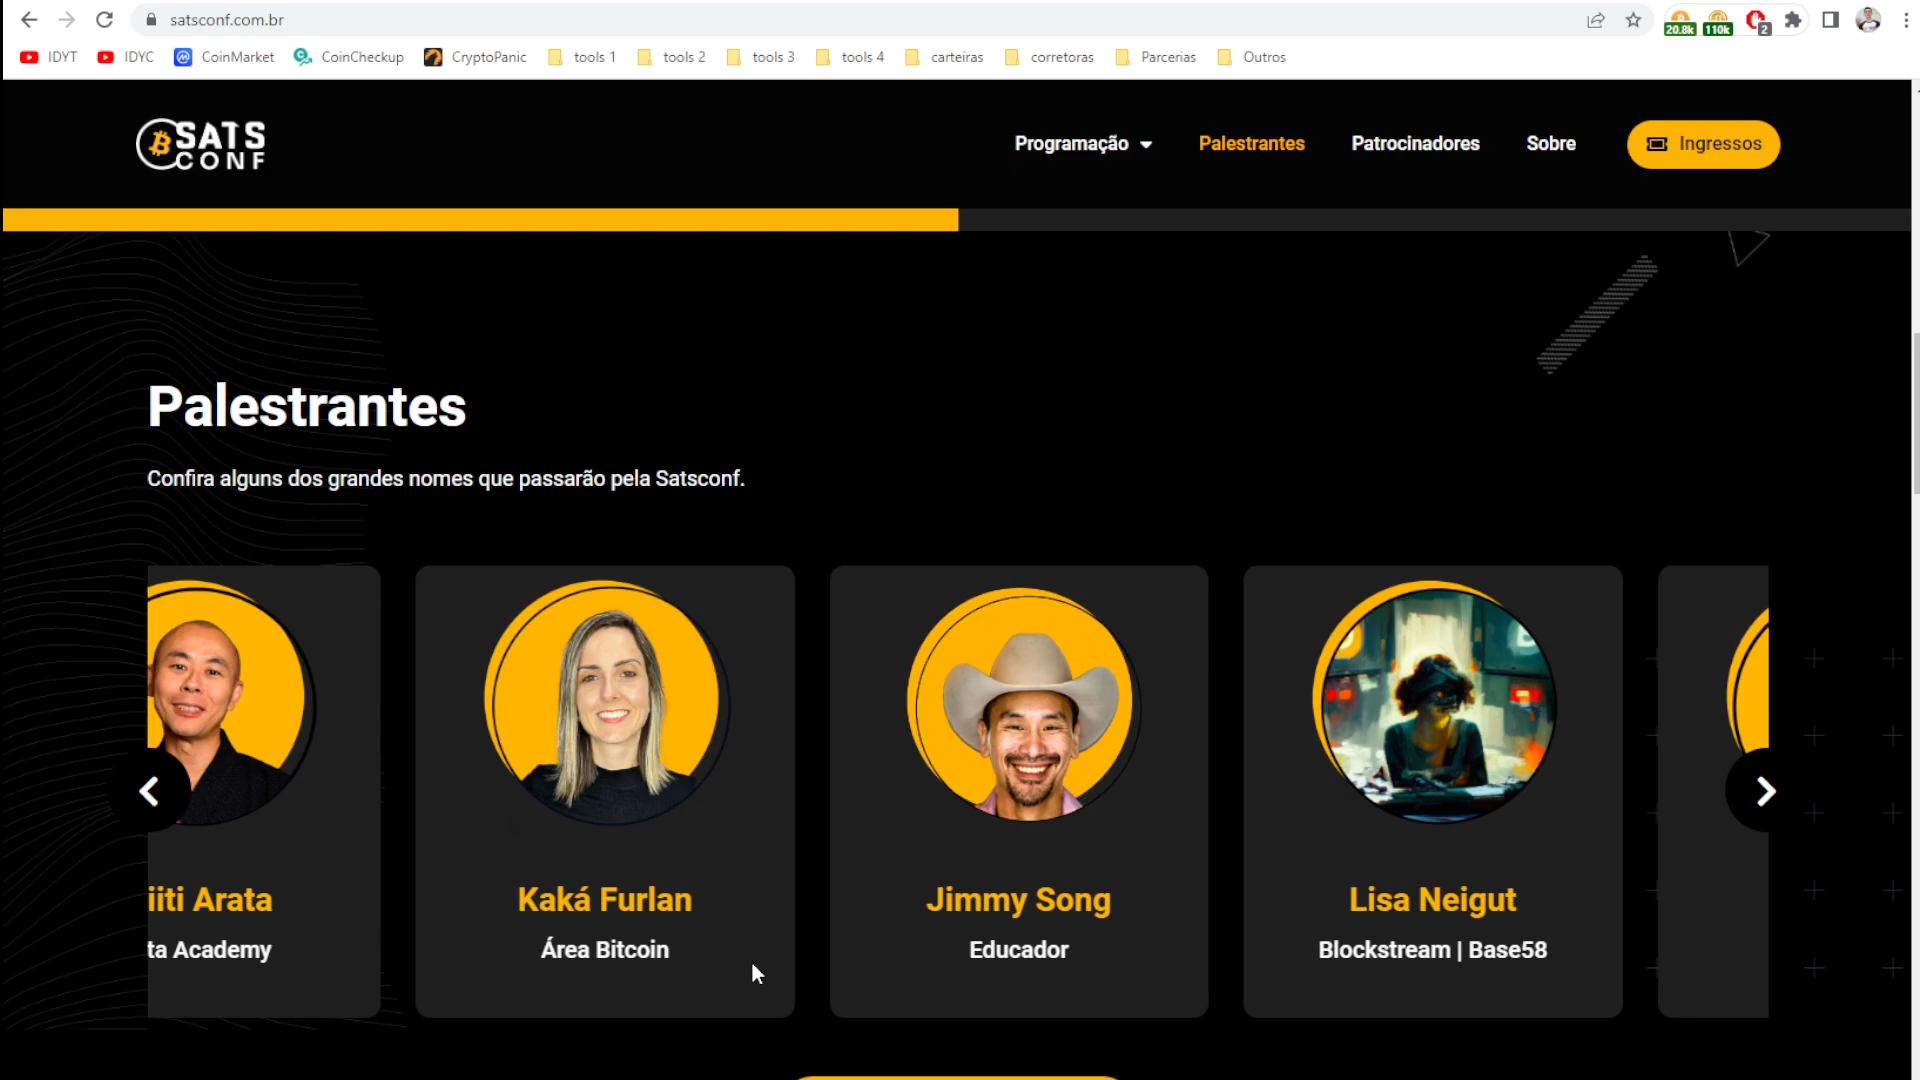 satsconf.com.br
20.8k
110k
2
IDYT
IDYC
CoinMarket
CoinCheckup
CryptoPanic
tools 1
tools 2
tools 3
tools 4
carteiras
corretoras
Parcerias
Outros
SATS
CONF
Programação
Palestrantes
Patrocinadores
Sobre
Ingressos
Palestrantes
Confira alguns dos grandes nomes que passarão pela Satsconf.
iiti Arata
ta Academy
Kaká Furlan
Área Bitcoin
Jimmy Song
Educador
Lisa Neigut
Blockstream | Base58